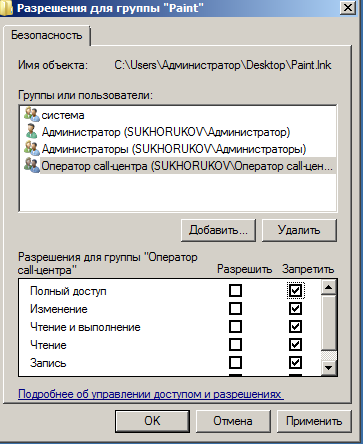 Разрешения для группы "Paint"
Безопасность
Имя объекта: C:\Users\Администратор\Desktop\Paint.lnk
Группы или пользователи:
система
Администратор (SUKHORUKOV\Администратор)
Администраторы (SUKHORUKOV\Администраторы)
Оператор call-центра (SUKHORUKOV\Оператор call-цен...
Добавить... Удалить
Разрешения для группы "Оператор
call-центра" Разрешить Запретить
Полный доступ
Изменение
Чтение и выполнение
Чтение
Запись
Подробнее об управлении доступом и разрешениях
OK Отмена Применить